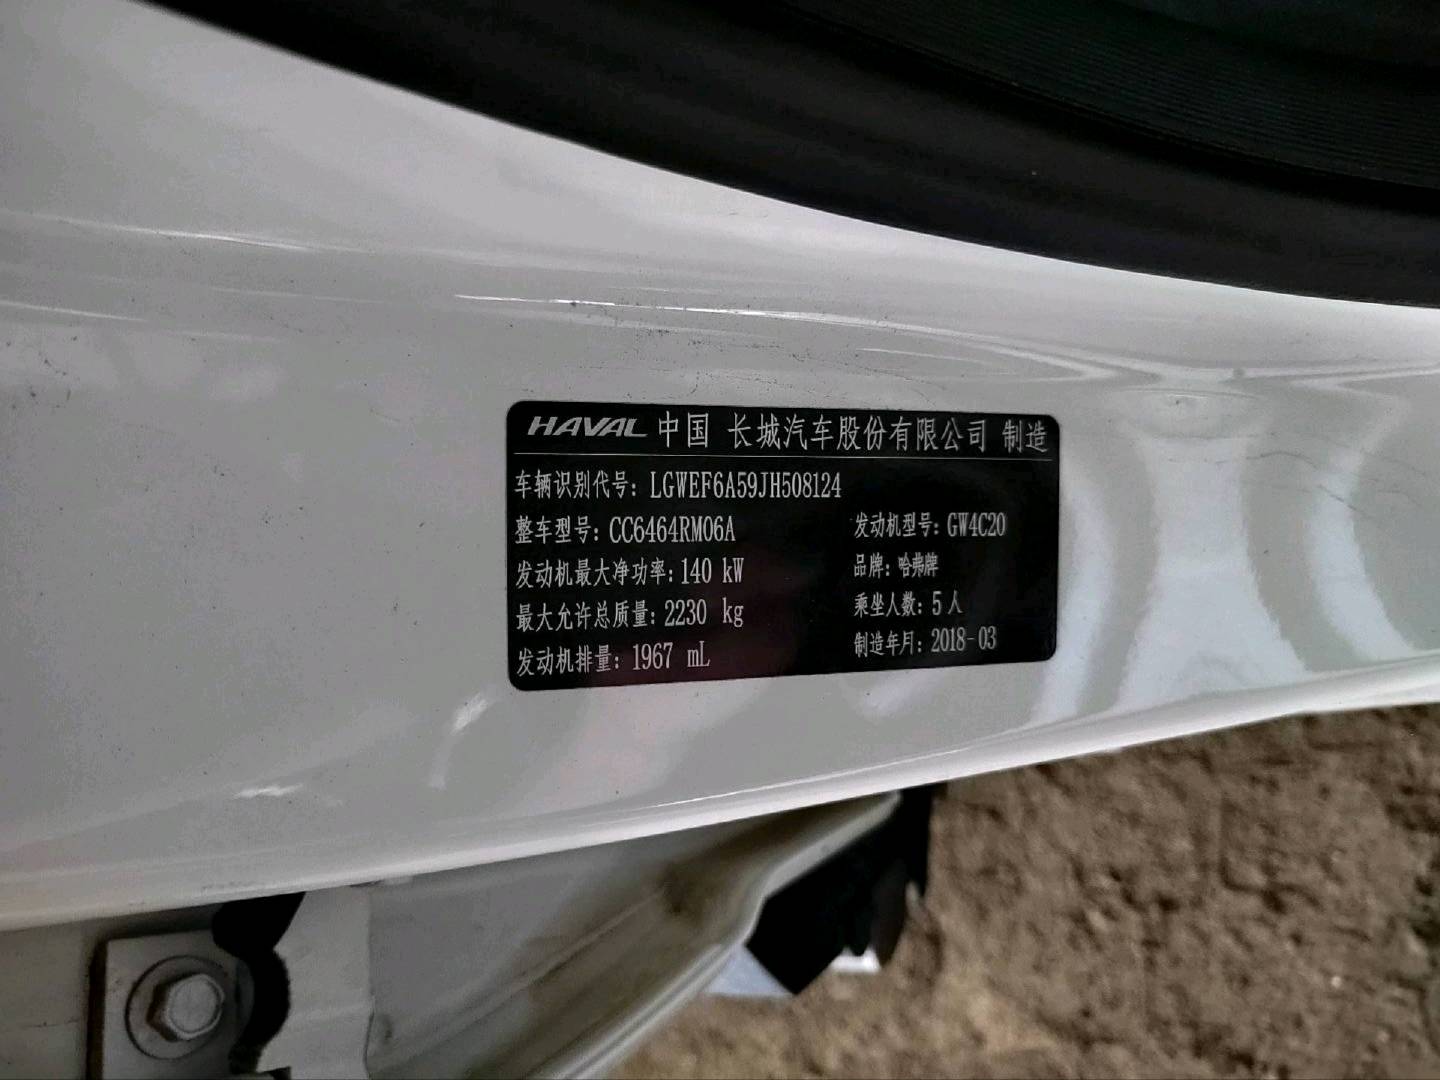 HAVAL 中国 长城汽车股份有限公司 制造
车辆识别代号: LGWEF6A59JH508124
整车型号: CC6464RM06A 发动机型号: GW4C20
发动机最大净功率: 140 kW 品牌: 哈弗牌
最大允许总质量: 2230 kg 乘坐人数: 5 人
发动机排量: 1967 mL 制造年月: 2018-03